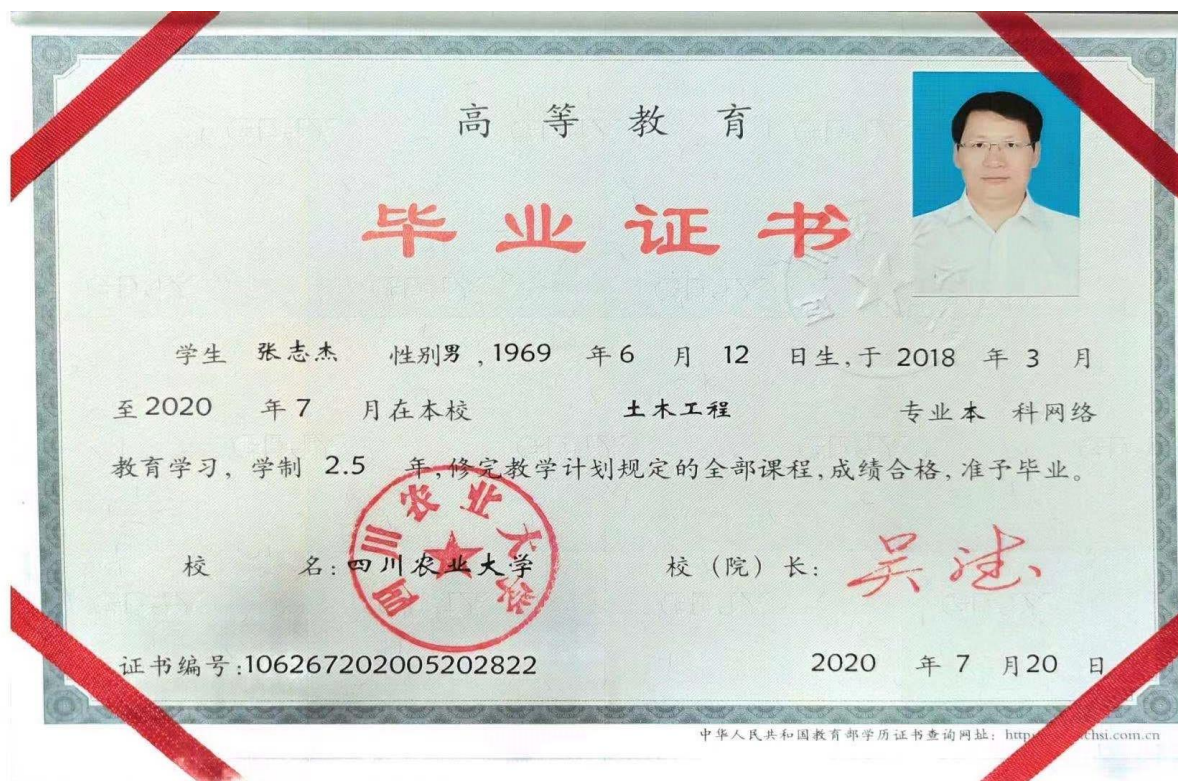 高等教育
毕业证书
学生 张志杰 性别男,1969 年6 月 12 日生,于 2018 年 3 月
至2020 年7 月在本校 土木工程 专业本 科网络
教育学习,学制 2.5 年,修完教学计划规定的全部课程,成绩合格,准予毕业。
校 名:四川农业大学 校(院)长:
四川农业大学
证书编号:106267202005202822 2020 年 7 月20 日
中华人民共和国教育部学历证书查询网址:http chsi.com.cn